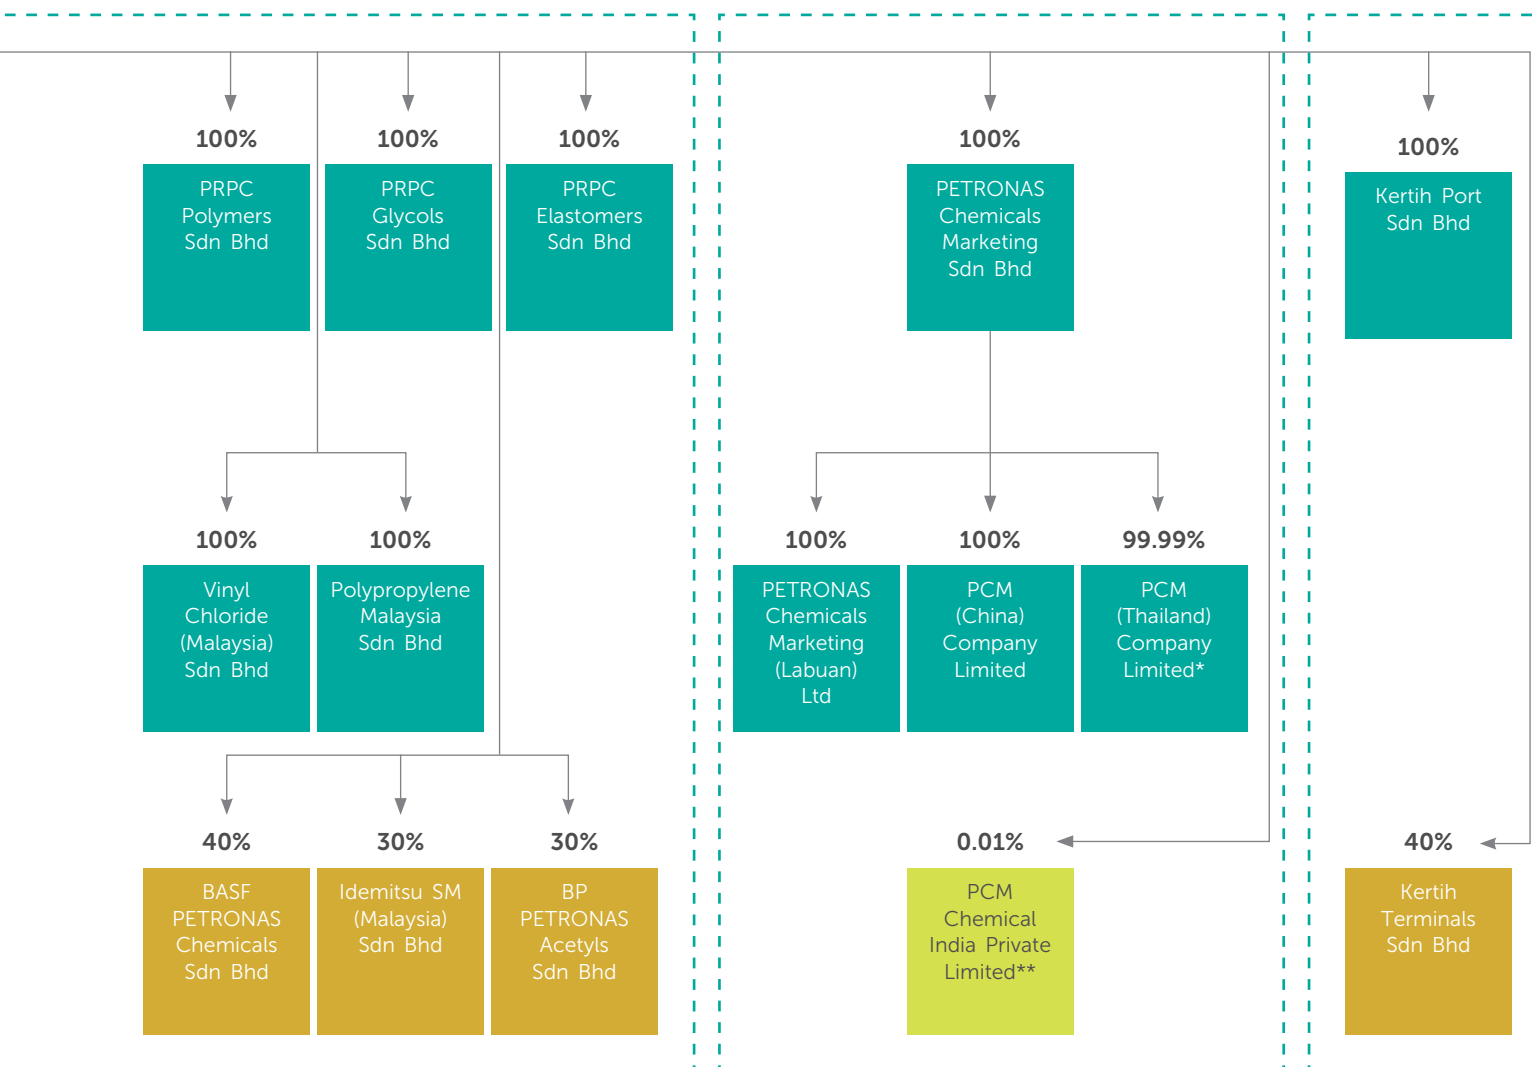 100%
PRPC
Polymers
Sdn Bhd
100%
PRPC
Glycols
Sdn Bhd
100%
PRPC
Elastomers
Sdn Bhd
100%
PETRONAS
Chemicals
Marketing
Sdn Bhd
100%
Kertih Port
Sdn Bhd
100%
Vinyl
Chloride
(Malaysia)
Sdn Bhd
100%
Polypropylene
Malaysia
Sdn Bhd
100%
PETRONAS
Chemicals
Marketing
(Labuan)
Ltd
100%
PCM
(China)
Company
Limited
99.99%
PCM
(Thailand)
Company
Limited*
40%
BASF
PETRONAS
Chemicals
Sdn Bhd
30%
Idemitsu SM
(Malaysia)
Sdn Bhd
30%
BP
PETRONAS
Acetyls
Sdn Bhd
0.01%
PCM
Chemical
India Private
Limited**
40%
Kertih
Terminals
Sdn Bhd